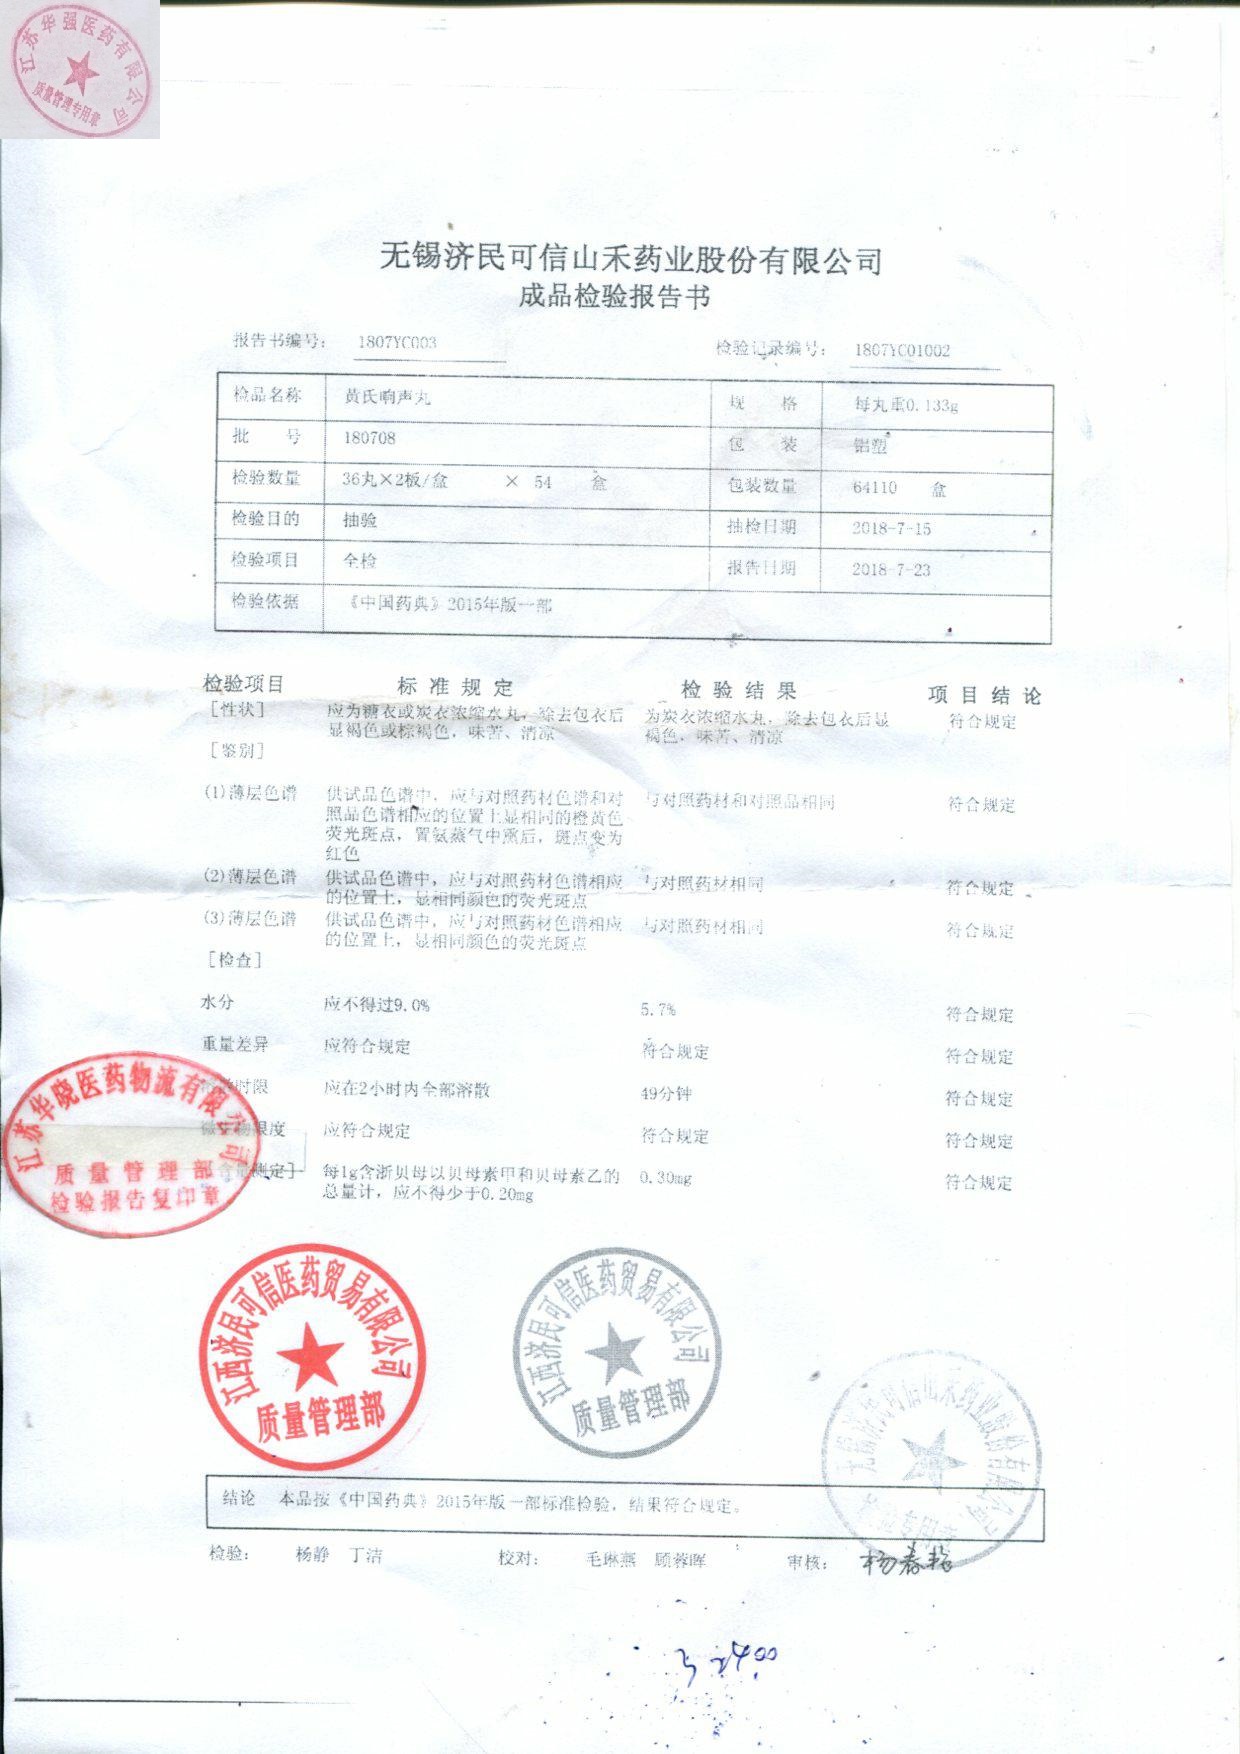 江苏华强医药有限公司
质量管理专用章
无锡济民可信山禾药业股份有限公司
成品检验报告书
报告书编号： 1807YC003 检验记录编号： 1807YC01002
检品名称 黄氏响声丸 规 格 每丸重0.133g
批 号 180708 包 装 铝塑
检验数量 36丸×2板/盒 × 54 盒 包装数量 64110 盒
检验目的 抽验 抽检日期 2018-7-15
检验项目 全检 报告日期 2018-7-23
检验依据 《中国药典》2015年版一部
检验项目 标 准 规 定 检 验 结 果 项 目 结 论
[性状] 应为糖衣或炭衣浓缩水丸，除去包衣后 为炭衣浓缩水丸，除去包衣后显 符合规定
显褐色或棕褐色，味苦、清凉 褐色，味苦、清凉
[鉴别]
(1)薄层色谱 供试品色谱中，应与对照药材色谱和对 与对照药材和对照品相同 符合规定
照品色谱相应的位置上显相同的橙黄色
荧光斑点，置氨蒸气中熏后，斑点变为
红色
(2)薄层色谱 供试品色谱中，应与对照药材色谱相应 与对照药材相同 符合规定
的位置上，显相同颜色的荧光斑点
(3)薄层色谱 供试品色谱中，应与对照药材色谱相应 与对照药材相同 符合规定
的位置上，显相同颜色的荧光斑点
[检查]
水分 应不得过9.0% 5.7% 符合规定
重量差异 应符合规定 符合规定 符合规定
时限 应在2小时内全部溶散 49分钟 符合规定
限度 应符合规定 符合规定 符合规定
测定] 每1g含浙贝母以贝母素甲和贝母素乙的 0.30mg 符合规定
总量计，应不得少于0.20mg
江苏华晓医药物流有限公司
质量管理部
检验报告复印章
江西济民可信医药贸易有限公司
质量管理部
江西济民可信医药贸易有限公司
质量管理部
无锡济民可信山禾药业股份有限公司
检验专用章
结论 本品按《中国药典》2015年版一部标准检验，结果符合规定。
检验： 杨静 丁洁 校对： 毛琳燕 顾蓉晖 审核：
2400